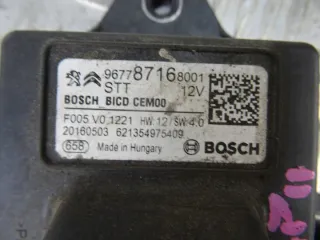 967787168001
STT 12V
BOSCH BICD CEM00
F005 V0 1221 HW 12/SW 4.0
20160503 621354975409
658 Made in Hungary BOSCH